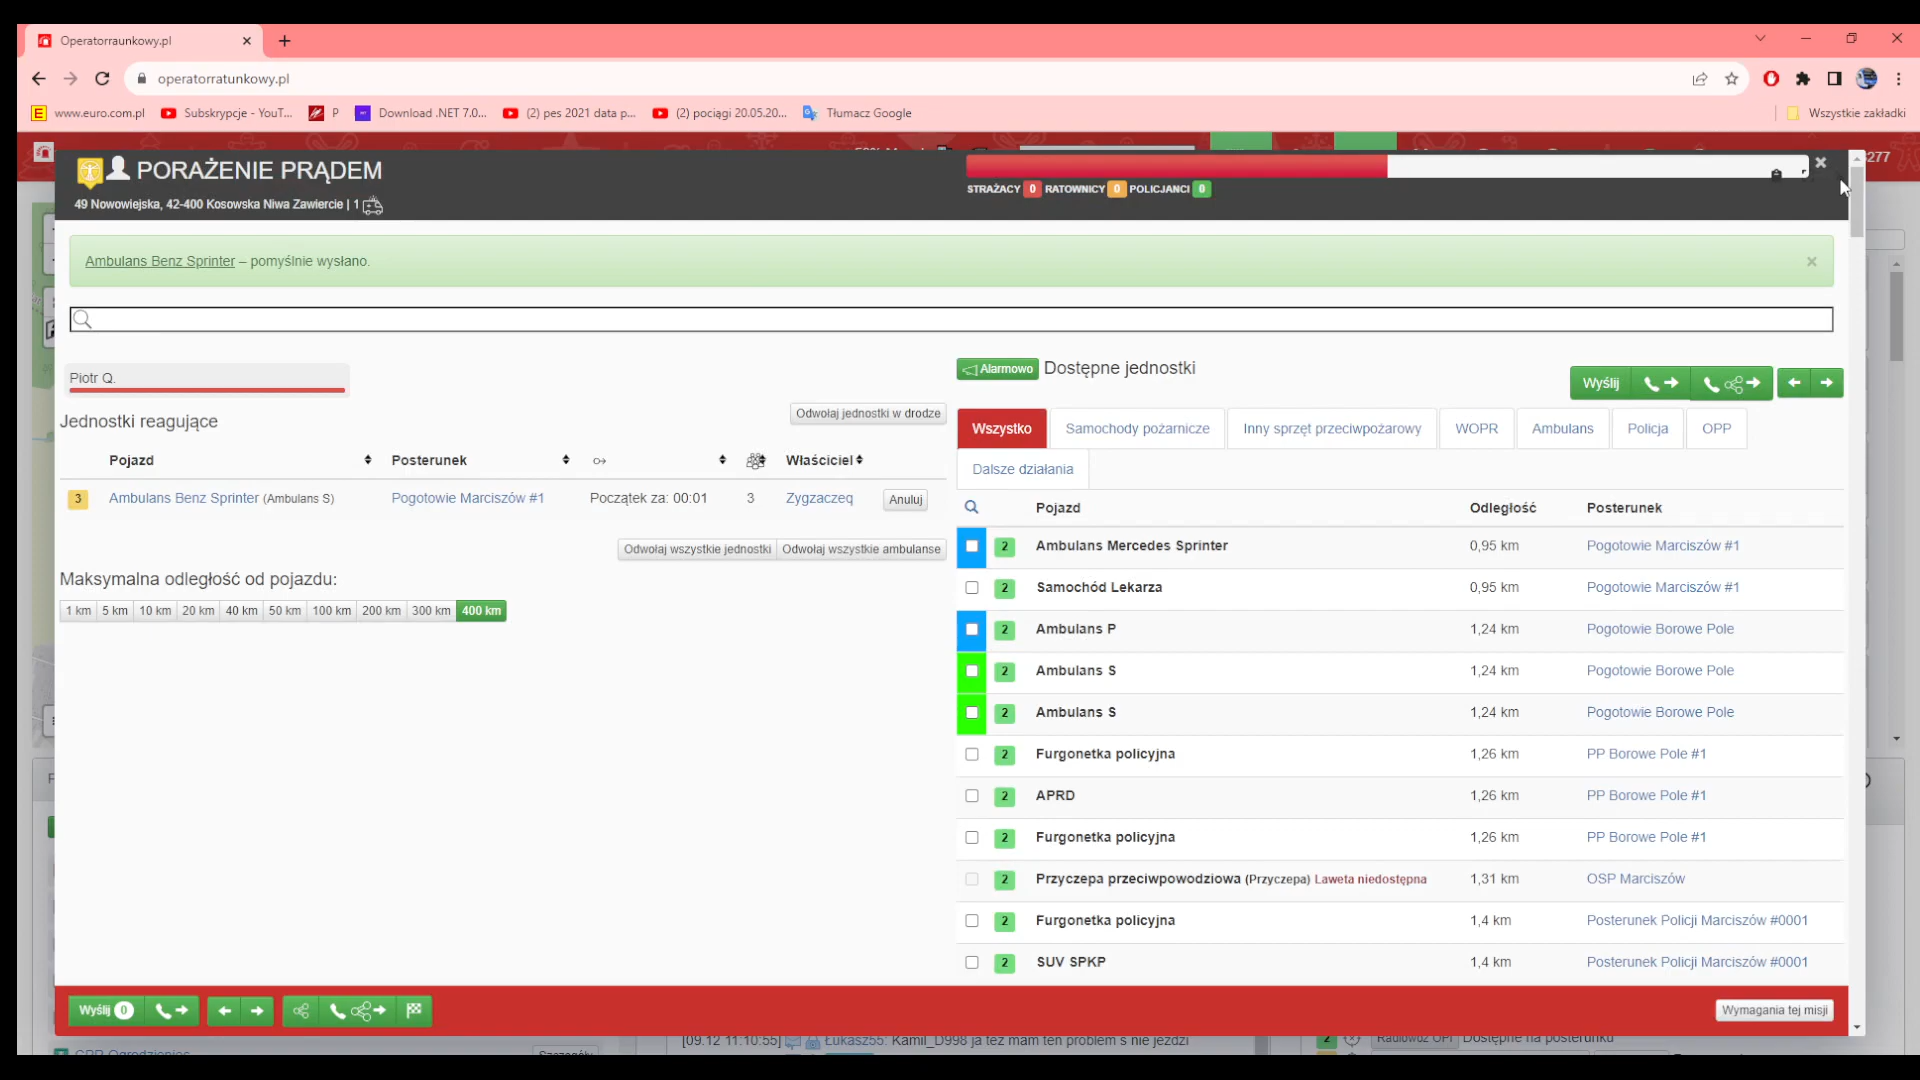 Operatorraunkowy.pl
operatorratunkowy.pl
www.euro.com.pl
Subskrypcje - YouT...
P
Download .NET 7.0...
(2) pes 2021 data p...
(2) pociągi 20.05.20...
Tłumacz Google
Wszystkie zakładki
277
PORAŻENIE PRĄDEM
49 Nowowiejska, 42-400 Kosowska Niwa Zawiercie | 1
STRAŻACY 0 RATOWNICY 0 POLICJANCI 0
Ambulans Benz Sprinter – pomyślnie wysłano.
Piotr Q.
Jednostki reagujące
Odwołaj jednostki w drodze
Pojazd Posterunek Właściciel
3 Ambulans Benz Sprinter (Ambulans S) Pogotowie Marciszów #1 Początek za: 00:01 3 Zygzaczeq Anuluj
Odwołaj wszystkie jednostki Odwołaj wszystkie ambulanse
Maksymalna odległość od pojazdu:
1 km 5 km 10 km 20 km 40 km 50 km 100 km 200 km 300 km 400 km
Alarmowo Dostępne jednostki
Wyślij
Wszystko Samochody pożarnicze Inny sprzęt przeciwpożarowy WOPR Ambulans Policja OPP
Dalsze działania
Pojazd Odległość Posterunek
2 Ambulans Mercedes Sprinter 0,95 km Pogotowie Marciszów #1
2 Samochód Lekarza 0,95 km Pogotowie Marciszów #1
2 Ambulans P 1,24 km Pogotowie Borowe Pole
2 Ambulans S 1,24 km Pogotowie Borowe Pole
2 Ambulans S 1,24 km Pogotowie Borowe Pole
2 Furgonetka policyjna 1,26 km PP Borowe Pole #1
2 APRD 1,26 km PP Borowe Pole #1
2 Furgonetka policyjna 1,26 km PP Borowe Pole #1
2 Przyczepa przeciwpowodziowa (Przyczepa) Laweta niedostępna 1,31 km OSP Marciszów
2 Furgonetka policyjna 1,4 km Posterunek Policji Marciszów #0001
2 SUV SPKP 1,4 km Posterunek Policji Marciszów #0001
Wyślij 0
Wymagania tej misji
[09.12 11:10:55] Łukasz55: Kamil_D998 ja też mam ten problem s nie jeździ
2 Radiowóz OPP Dostępne na posterunku